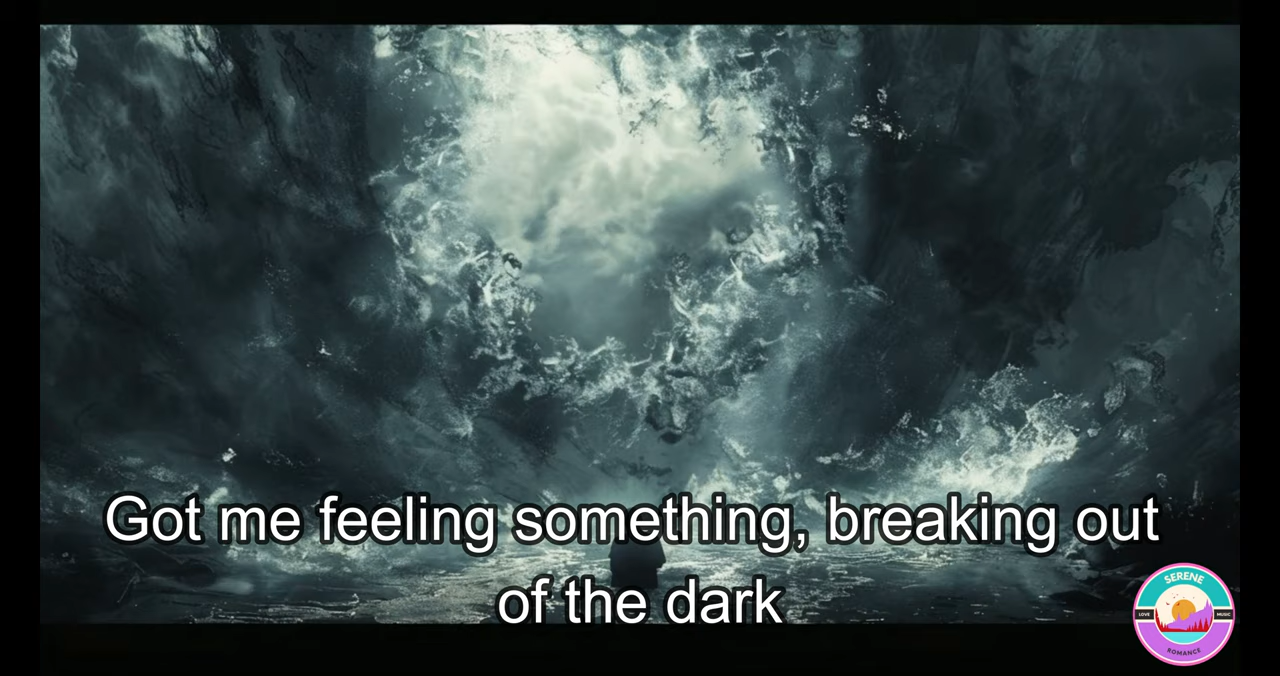 Got me feeling something, breaking out
of the dark
SERENE
LOVE
MUSIC
ROMANCE